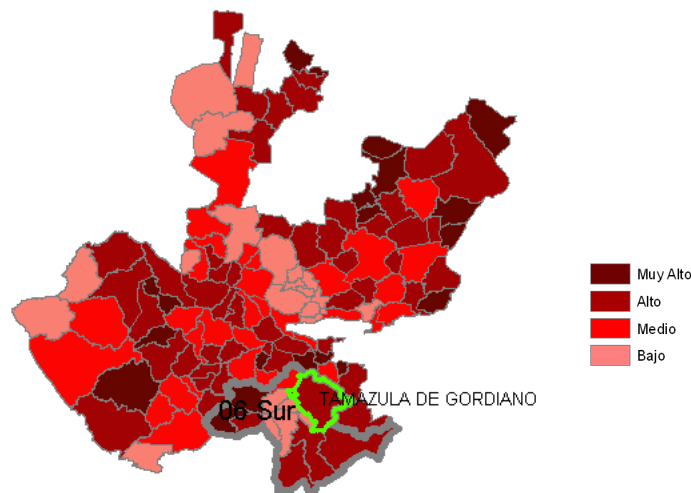 Muy Alto
Alto
Medio
Bajo
TAMAZULA DE GORDIANO
06 Sur